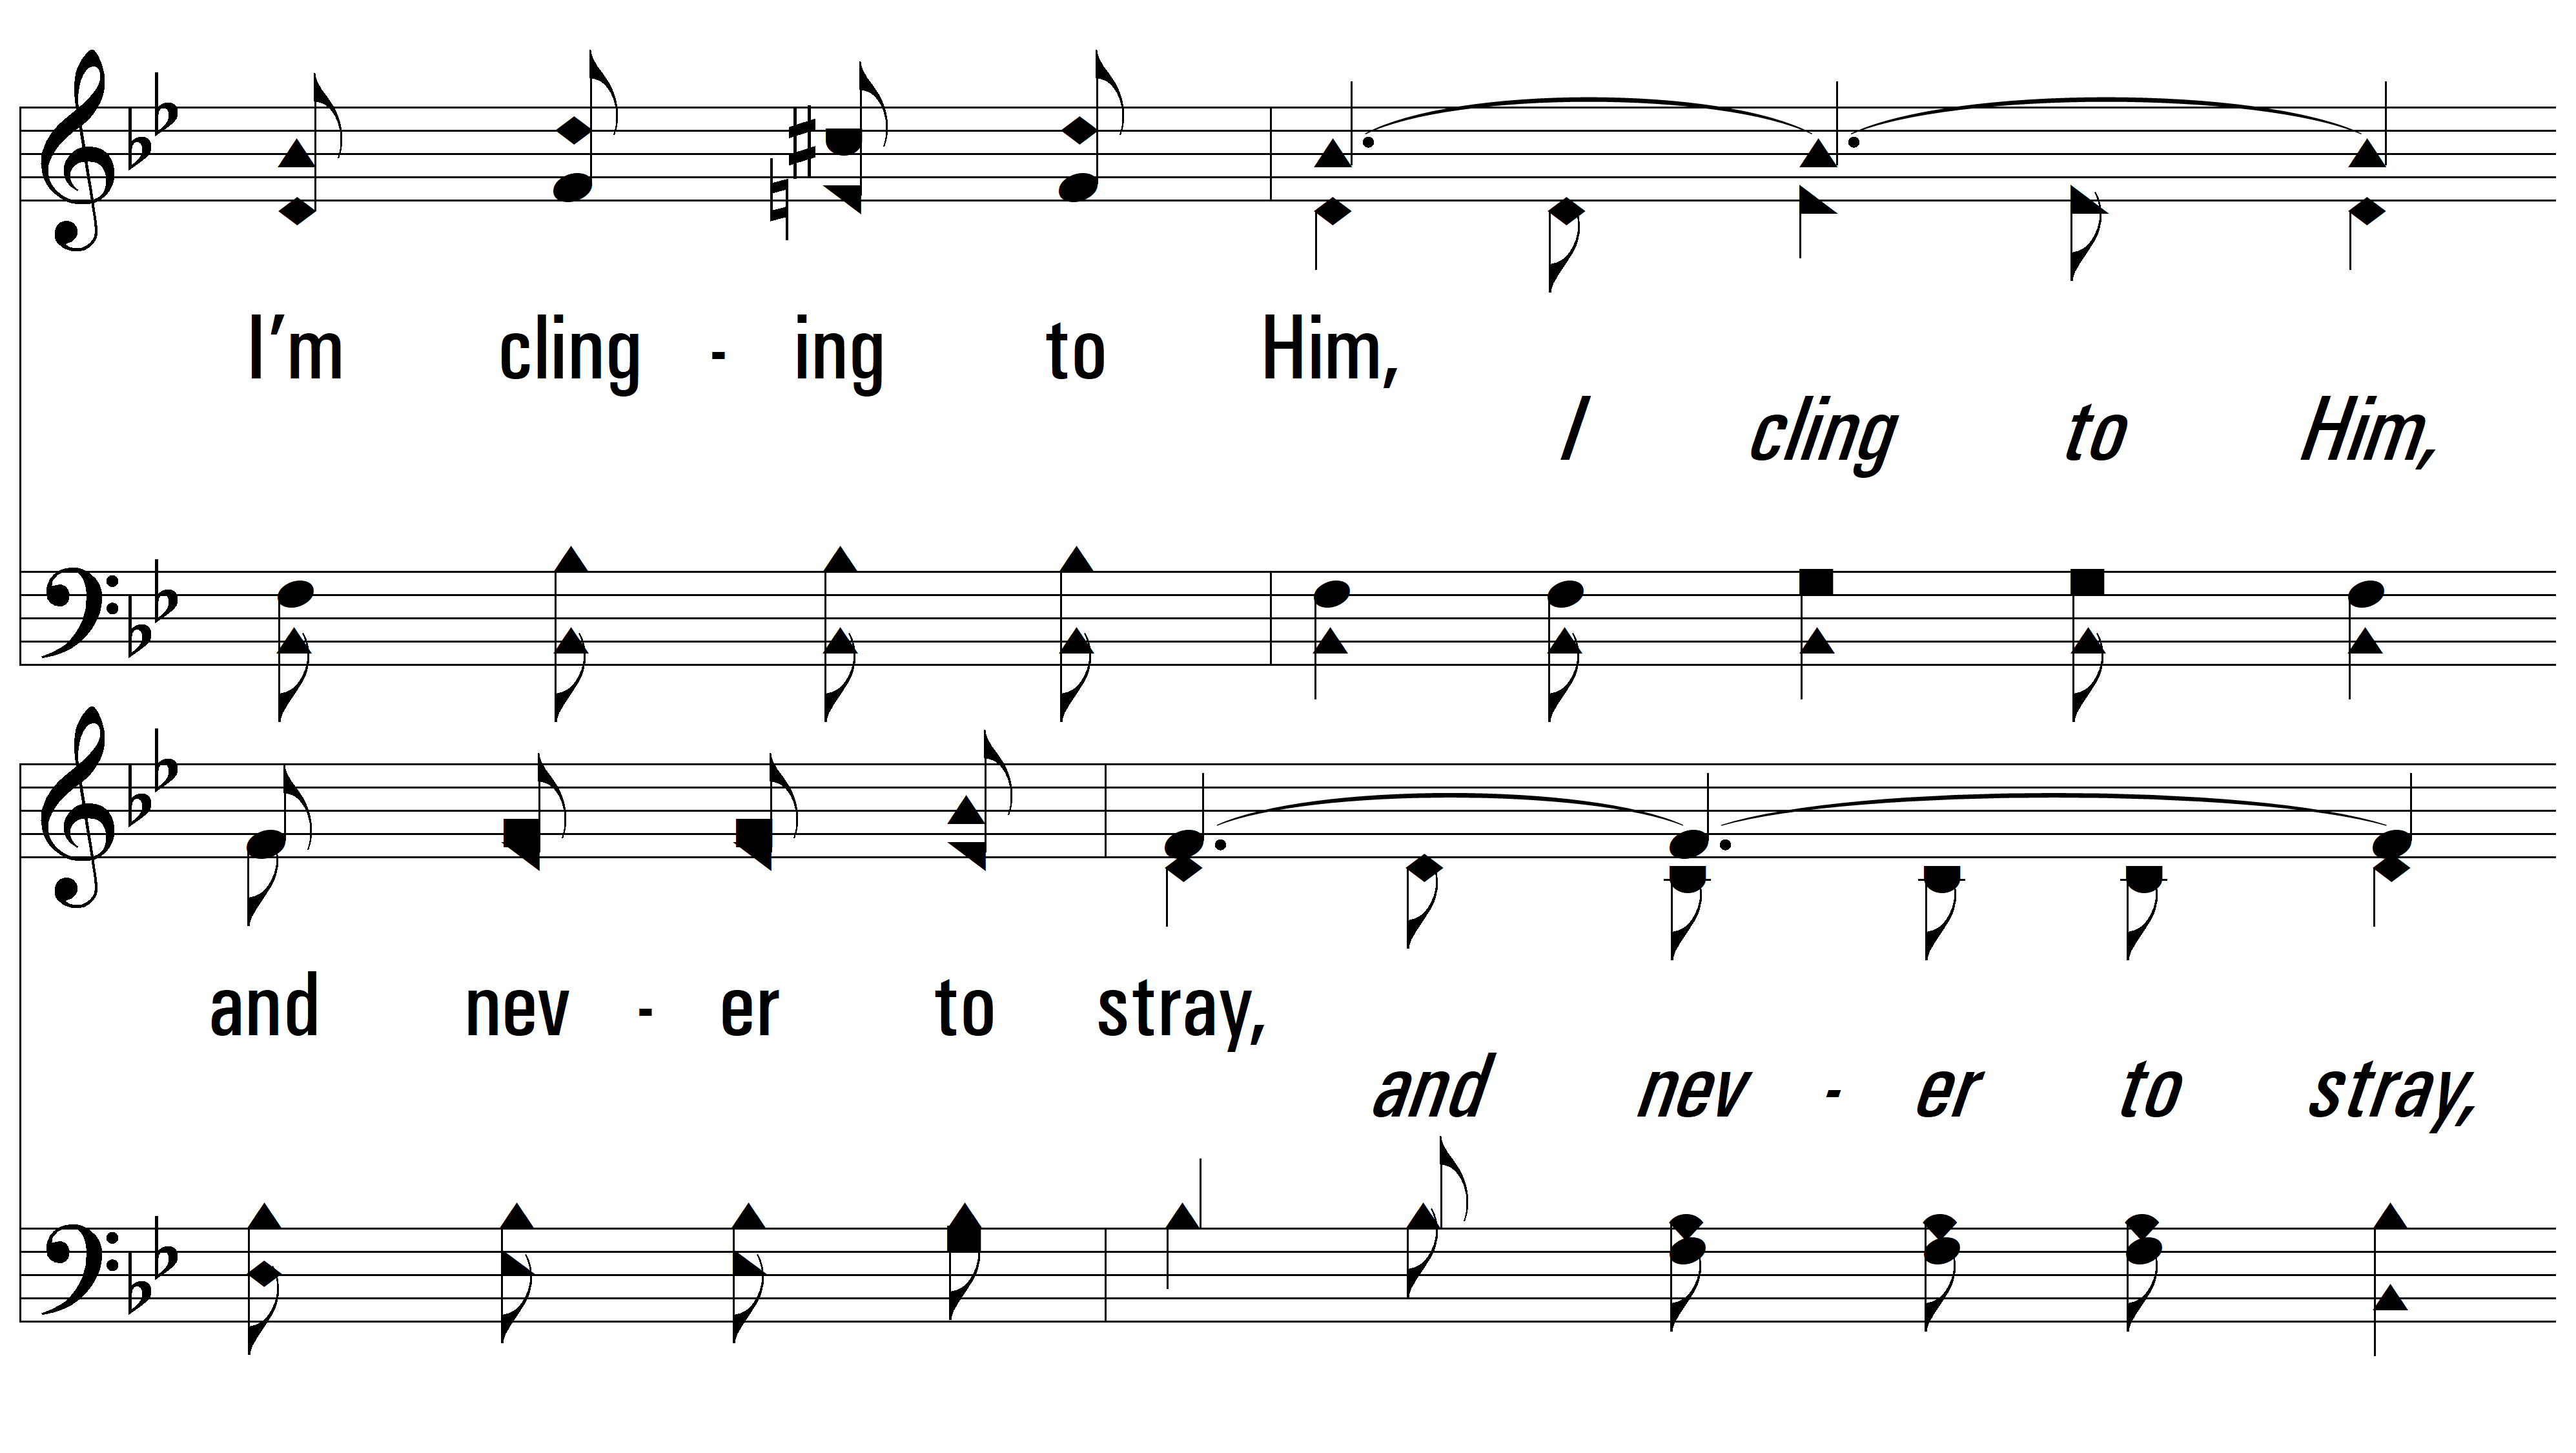 I’m cling - ing to Him,
I cling to Him,
and nev - er to stray,
and nev - er to stray,